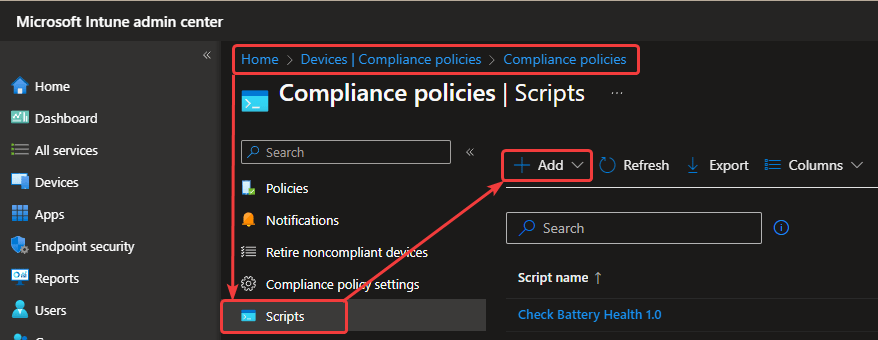 Microsoft Intune admin center
«
Home
Dashboard
All services
Devices
Apps
Endpoint security
Reports
Users
Home > Devices | Compliance policies > Compliance policies
Compliance policies | Scripts ...
Search «
Policies
Notifications
Retire noncompliant devices
Compliance policy settings
Scripts
+ Add Refresh Export Columns
Search
Script name ↑
Check Battery Health 1.0